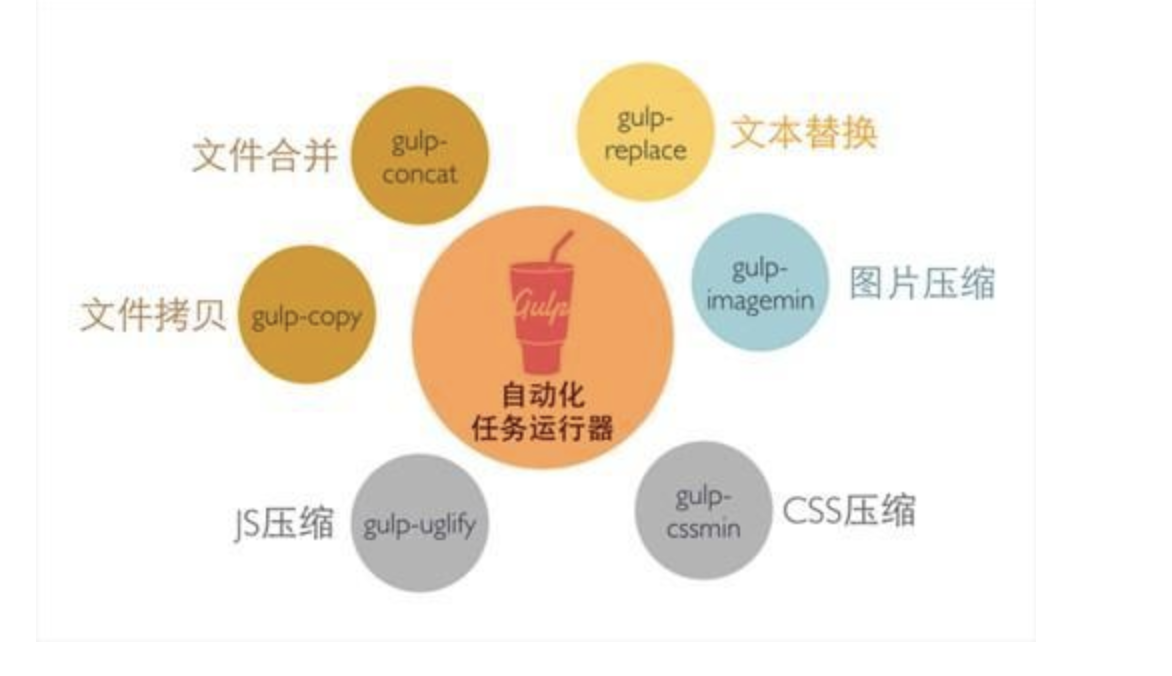 文件合并
gulp-
concat
gulp-
replace
文本替换
文件拷贝
gulp-copy
Gulp
自动化
任务运行器
gulp-
imagemin
图片压缩
JS压缩
gulp-uglify
gulp-
cssmin
CSS压缩